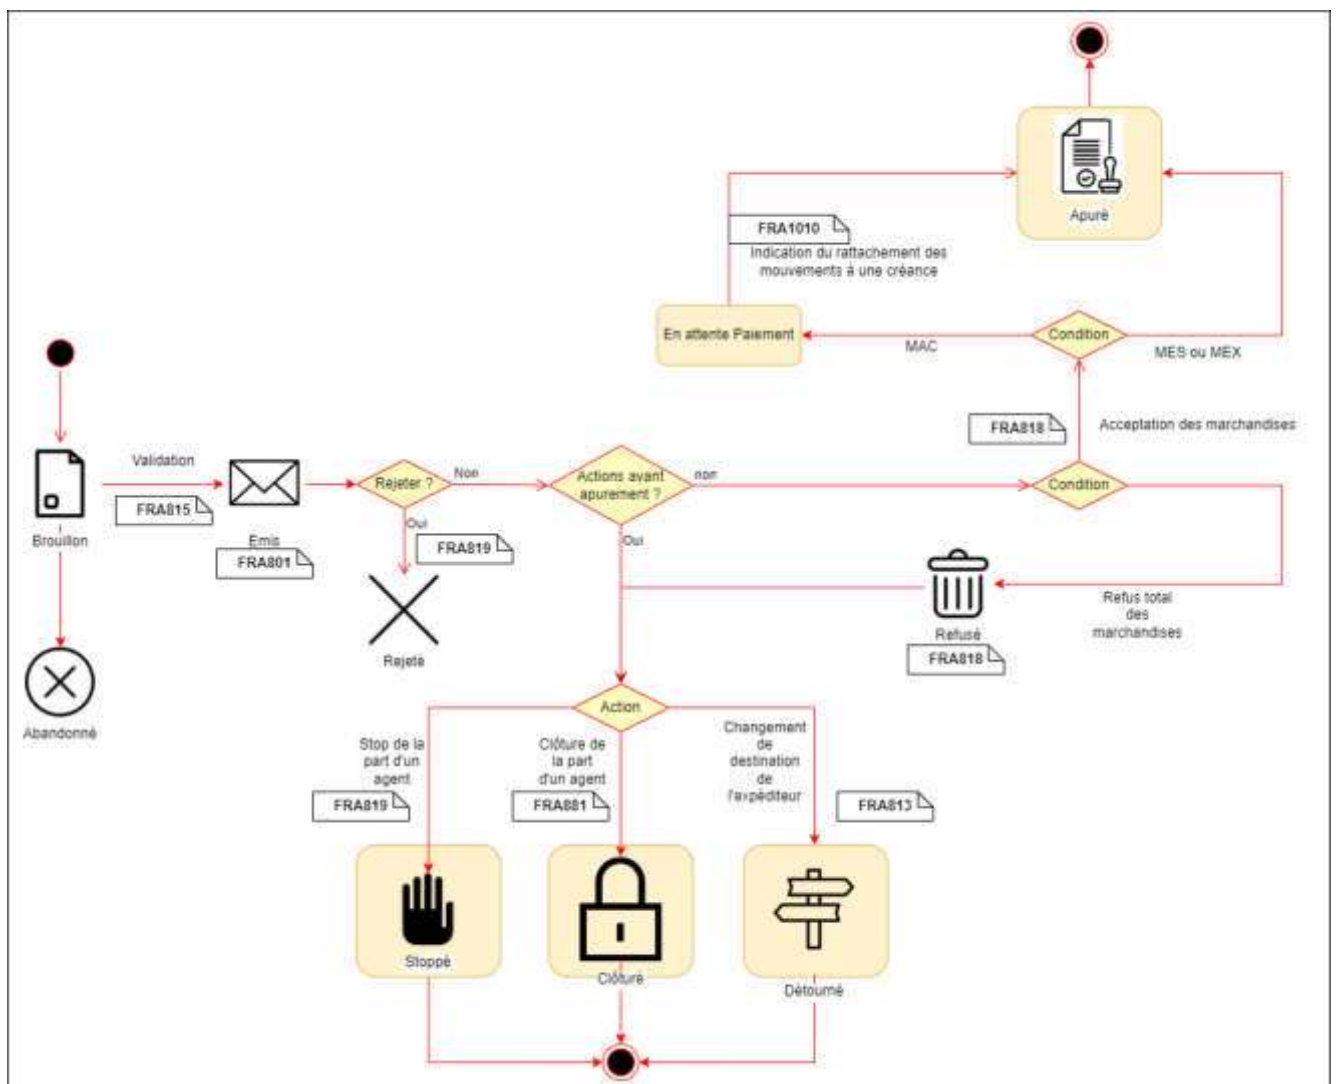 Apuré
FRA1010
Indication du rattachement des
mouvements à une créance
En attente Paiement
MAC
Condition
MES ou MEX
FRA818
Acceptation des marchandises
Validation
FRA815
Brouillon
Emis
FRA801
Rejeter ?
Non
Oui
FRA819
Rejeté
Actions avant
apurement ?
non
Oui
Condition
Refus total
des
marchandises
Refusé
FRA818
Abandonné
Action
Stop de la
part d'un
agent
FRA819
Clôture de
la part
d'un agent
FRA881
Changement
de
destination
de
l'expéditeur
FRA813
Stoppé
Clôturé
Détourné